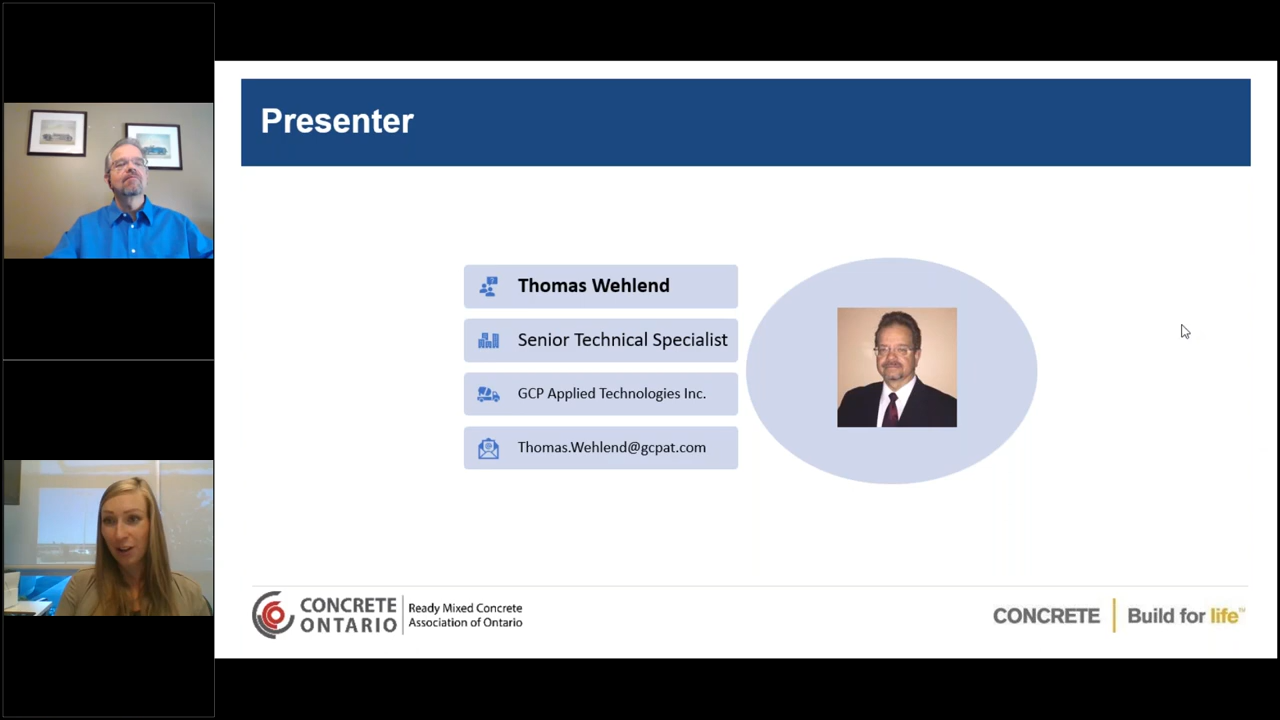 Presenter
Thomas Wehlend
Senior Technical Specialist
GCP Applied Technologies Inc.
Thomas.Wehlend@gcpat.com
CONCRETE
ONTARIO
Ready Mixed Concrete
Association of Ontario
CONCRETE | Build for life™